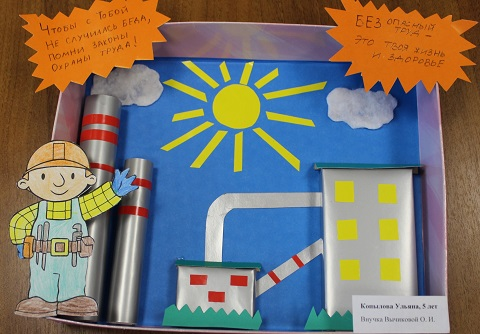 Чтобы с тобой
не случилась беда,
помни законы
охраны труда!
БЕЗопасный
труд –
это твоя жизнь
и здоровье
Копылова Ульяна, 5 лет
Внучка Вычиковой О. И.